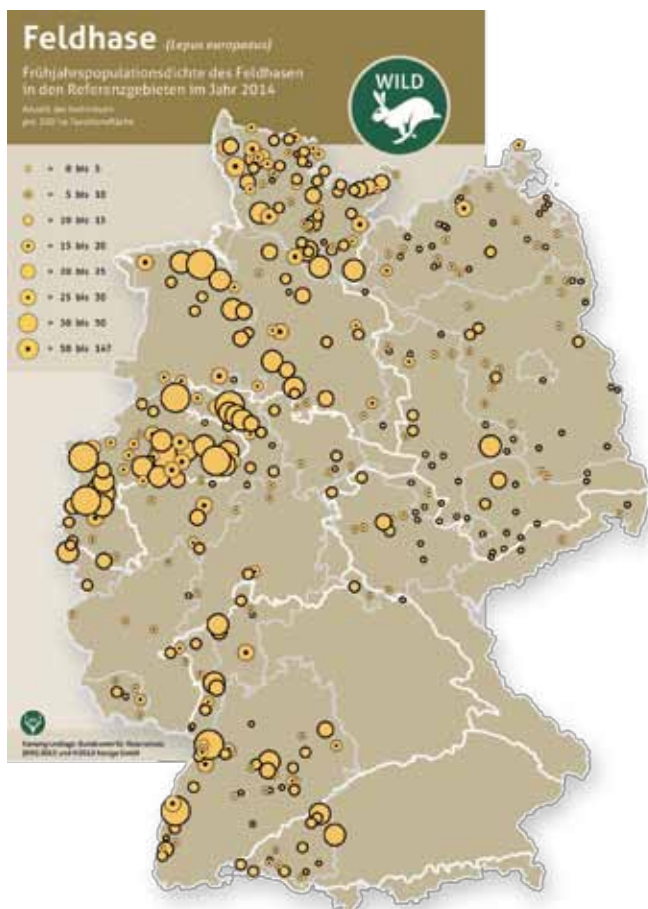 Feldhase (Lepus europaeus)
Frühjahrspopulationsdichte des Feldhasen
in den Referenzgebieten im Jahr 2014
WILD
= 0 bis 5
= 5 bis 10
= 10 bis 15
= 15 bis 20
= 20 bis 25
= 25 bis 30
= 30 bis 50
= 50 bis 147